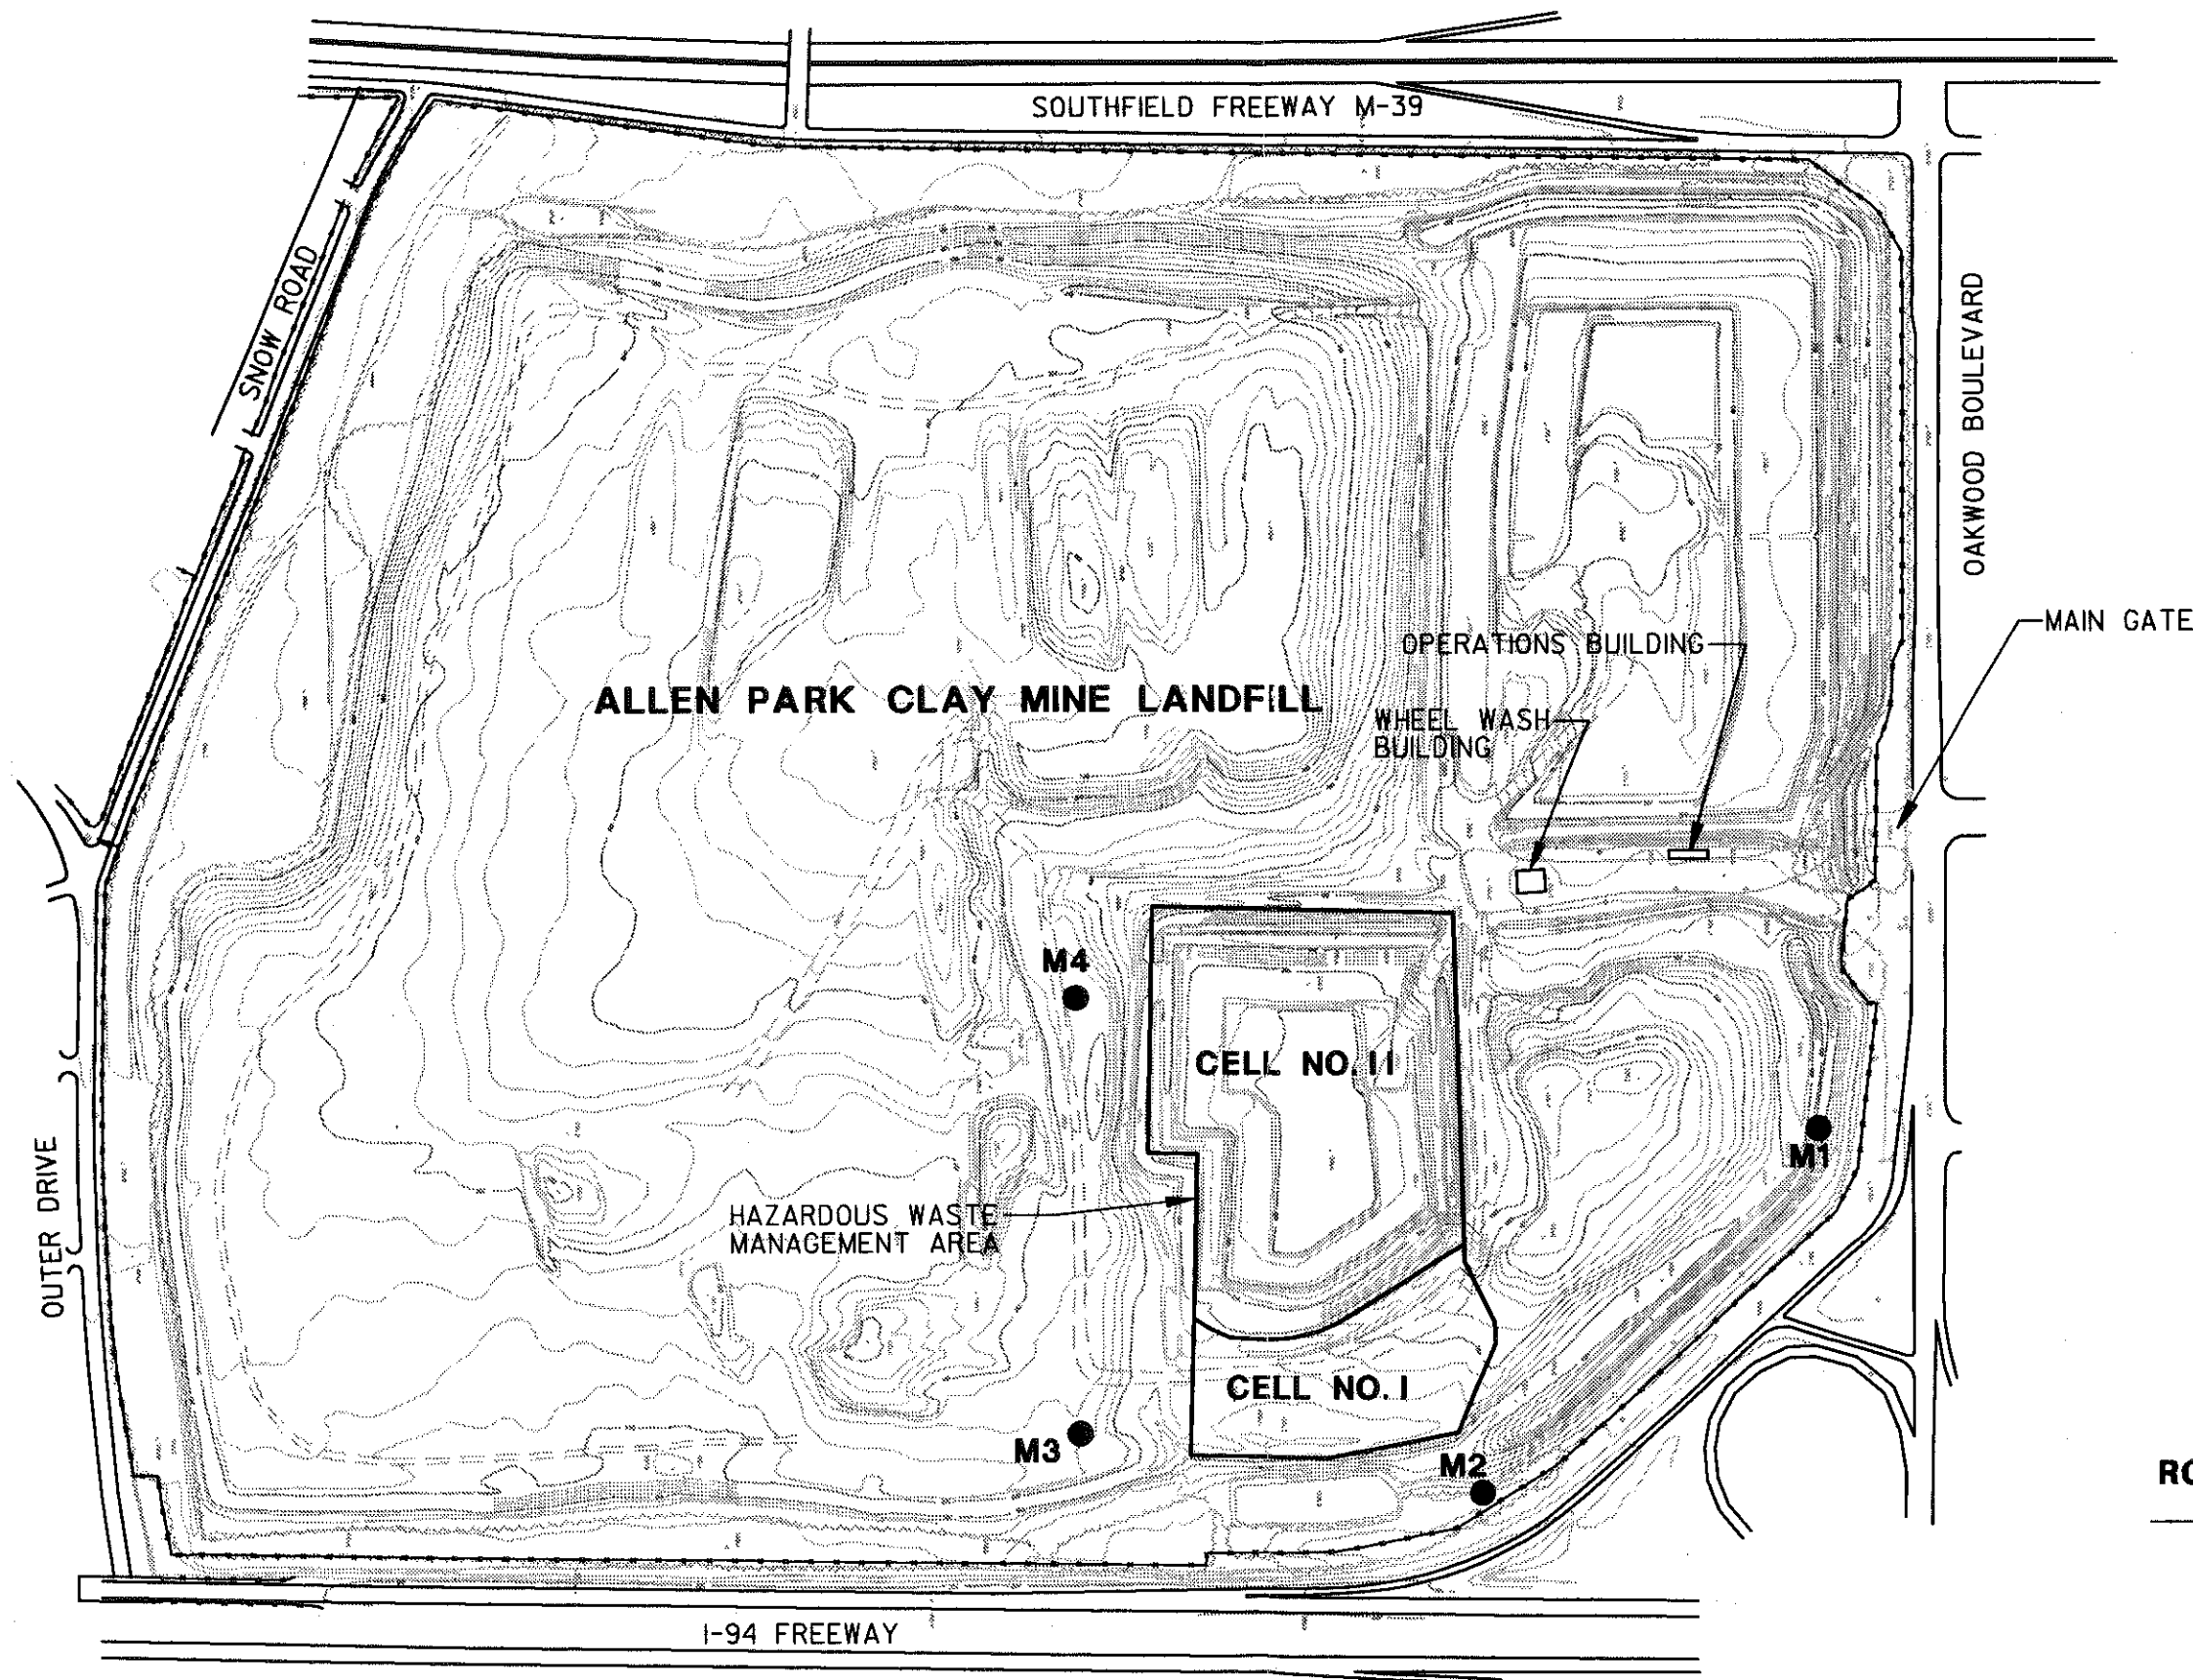 SOUTHFIELD FREEWAY M-39
SNOW ROAD
OAKWOOD BOULEVARD
MAIN GATE
OPERATIONS BUILDING
ALLEN PARK CLAY MINE LANDFILL
WHEEL WASH
BUILDING
M4
CELL NO. II
M1
OUTER DRIVE
HAZARDOUS WASTE
MANAGEMENT AREA
CELL NO. I
M3
M2
I-94 FREEWAY